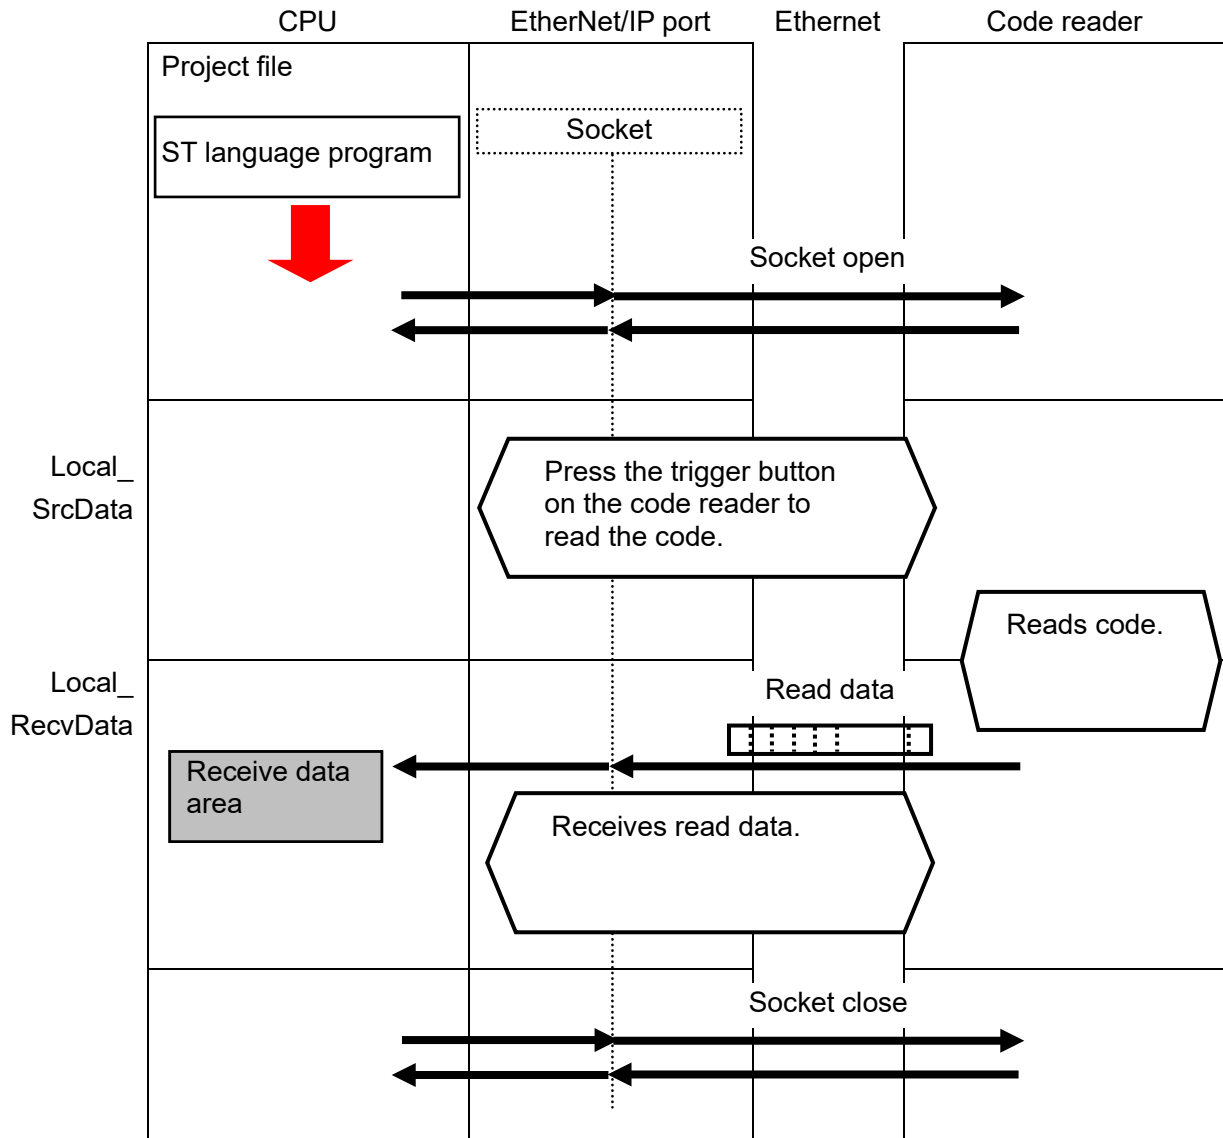 CPU
EtherNet/IP port
Ethernet
Code reader
Project file
ST language program
Socket
Socket open
Local_
SrcData
Press the trigger button
on the code reader to
read the code.
Reads code.
Local_
RecvData
Read data
Receive data
area
Receives read data.
Socket close